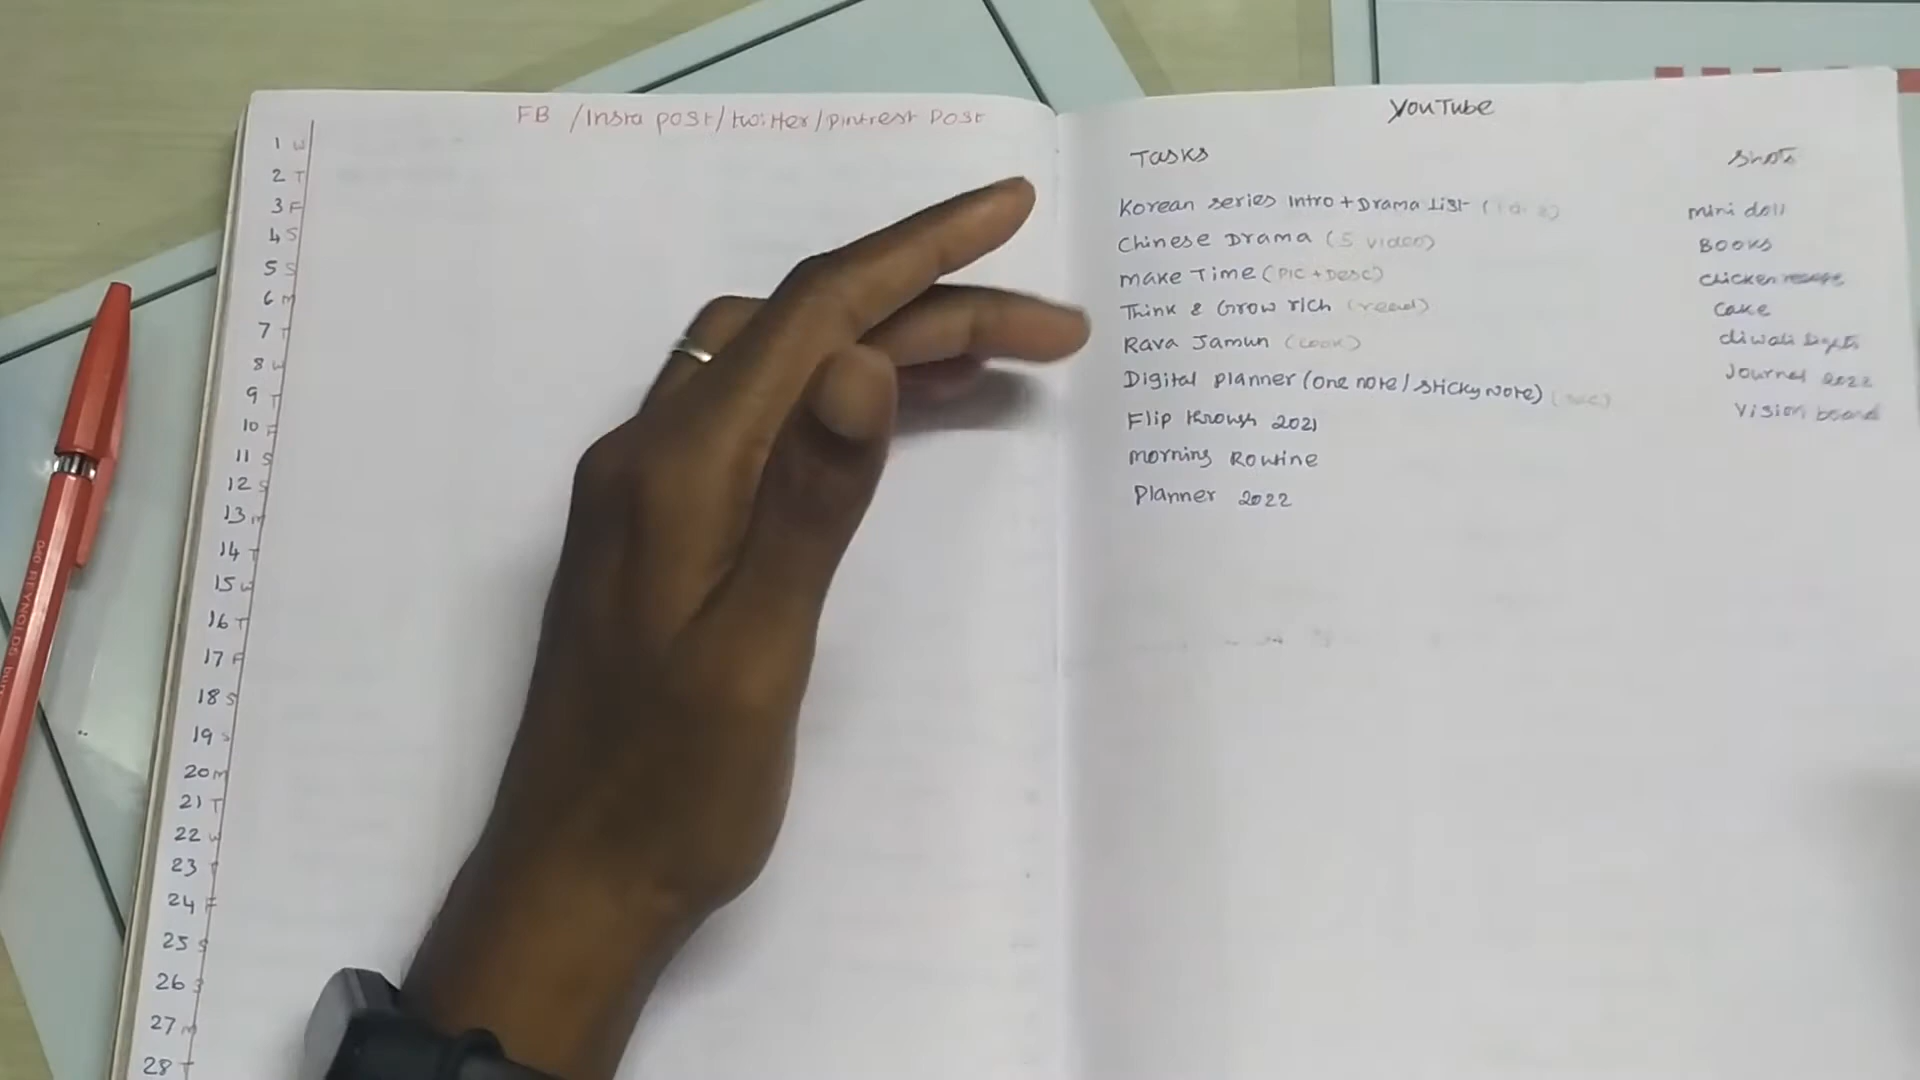 FB /Insta post/twitter/pintrest Post
1 W
2 T
3 F
4 S
5 S
6 M
7 T
8 W
9 T
10 F
11 S
12 S
13 M
14 T
15 W
16 T
17 F
18 S
19 S
20 M
21 T
22 W
23 T
24 F
25 S
26 S
27 M
28 T
040 REYNOLDS
YouTube
Tasks
Korean series Intro + Drama List
Chinese Drama (5 video)
Make Time (Pic + Desc)
Think & Grow rich (read)
Rava Jamun (cook)
Digital planner (one note / sticky note)
Flip through 2021
Morning Routine
Planner 2022
Shots
mini doll
Books
chicken
cake
diwali
Journal 2022
Vision board